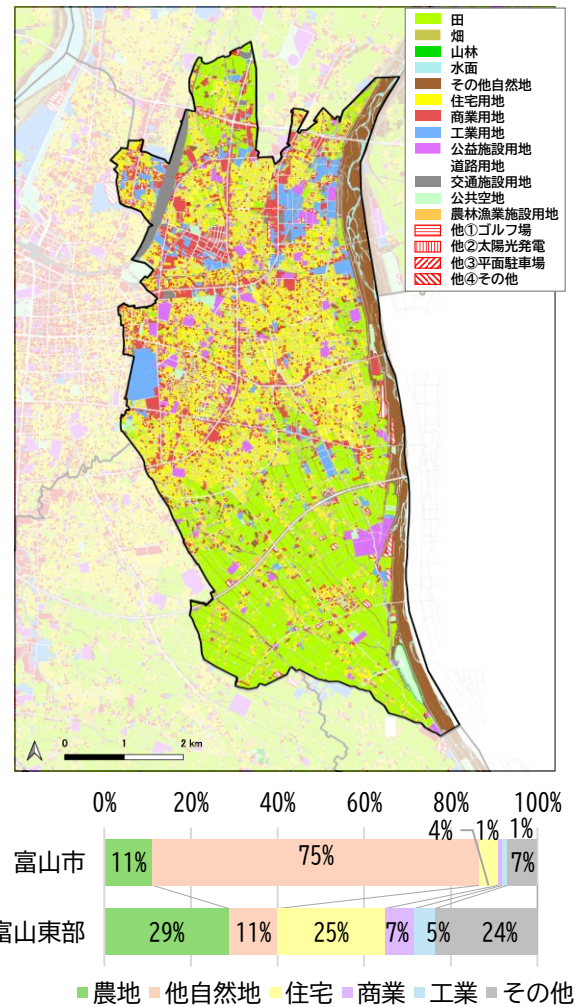 田
畑
山林
水面
その他自然地
住宅用地
商業用地
工業用地
公益施設用地
道路用地
交通施設用地
公共空地
農林漁業施設用地
他①ゴルフ場
他②太陽光発電
他③平面駐車場
他④その他
0 1 2 km
0% 20% 40% 60% 80% 100%
4% 1% 1%
富山市 11% 75% 7%
富山東部 29% 11% 25% 7% 5% 24%
農地 他自然地 住宅 商業 工業 その他